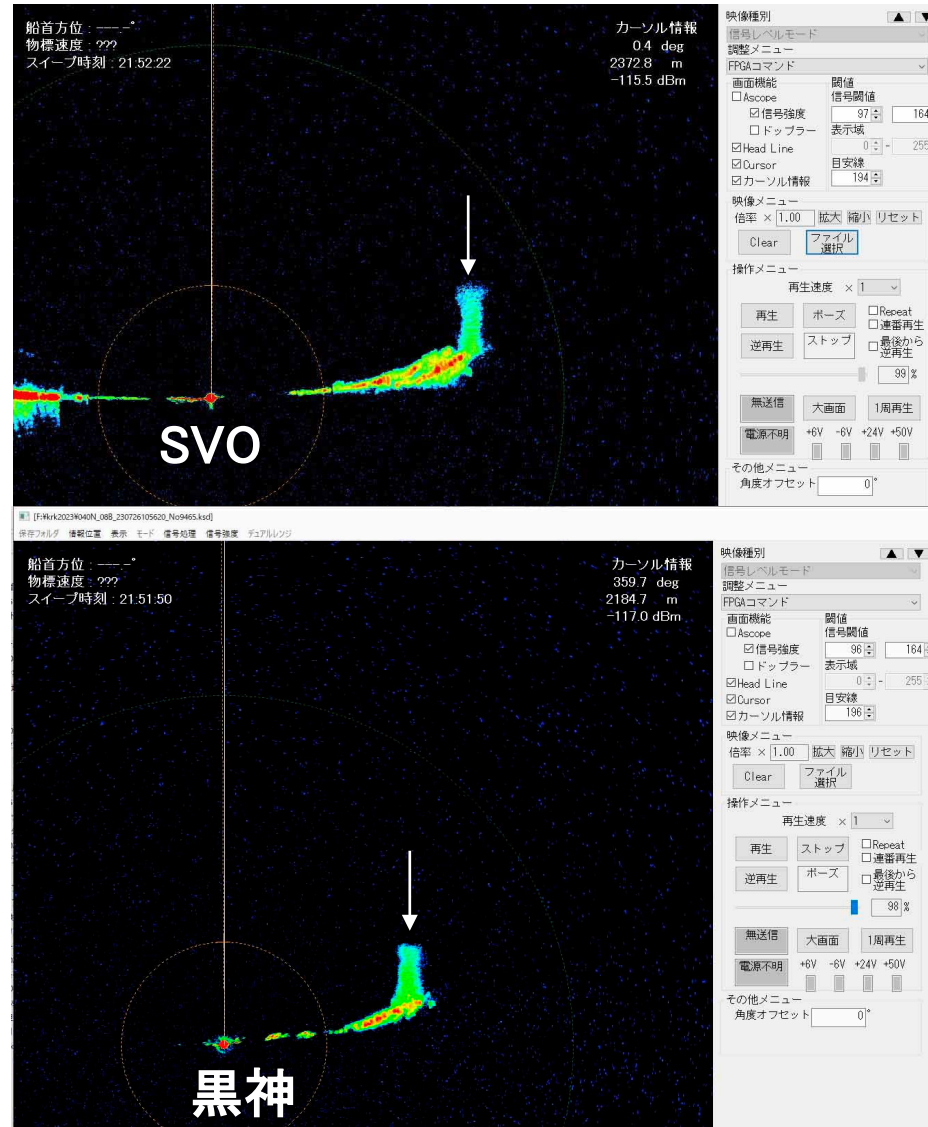 船首方位 : ---.-°
物標速度 : ???
スイープ時刻 : 21:52:22
カーソル情報
0.4 deg
2372.8 m
-115.5 dBm
SVO
映像種別 ▲ ▼
信号レベルモード
調整メニュー
FPGAコマンド
画面機能 閾値
Ascope 信号閾値
信号強度 97 164
ドップラー 表示域
Head Line 0 - 255
Cursor 目安線
カーソル情報 194
映像メニュー
倍率 × 1.00 拡大 縮小 リセット
Clear ファイル選択
操作メニュー
再生速度 × 1
再生 ポーズ Repeat
連番再生
逆再生 ストップ 最後から逆再生
99 %
無送信 大画面 1周再生
電源不明 +6V -6V +24V +50V
その他メニュー
角度オフセット 0°
[F:¥krk2023¥040N_08B_230726105620_No9465.ksd]
保存フォルダ 情報位置 表示 モード 信号処理 信号強度 デュアルレンジ
船首方位 : ---.-°
物標速度 : ???
スイープ時刻 : 21:51:50
カーソル情報
359.7 deg
2184.7 m
-117.0 dBm
黒神
映像種別 ▲ ▼
信号レベルモード
調整メニュー
FPGAコマンド
画面機能 閾値
Ascope 信号閾値
信号強度 96 164
ドップラー 表示域
Head Line 0 - 255
Cursor 目安線
カーソル情報 196
映像メニュー
倍率 × 1.00 拡大 縮小 リセット
Clear ファイル選択
操作メニュー
再生速度 × 1
再生 ストップ Repeat
連番再生
逆再生 ポーズ 最後から逆再生
98 %
無送信 大画面 1周再生
電源不明 +6V -6V +24V +50V
その他メニュー
角度オフセット 0°